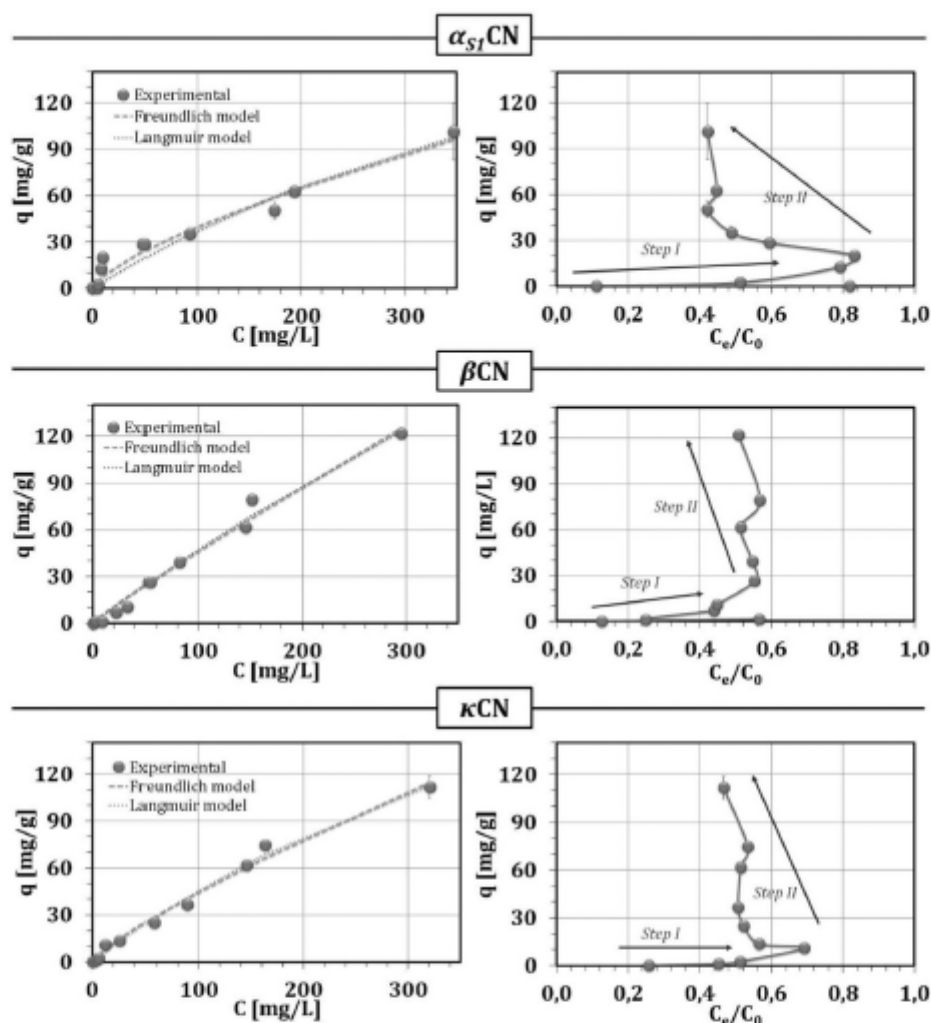 αS1CN
Experimental
Freundlich model
Langmuir model
q [mg/g]
120
90
60
30
0
0
100
200
300
C [mg/L]
120
90
60
30
0
q [mg/g]
Step I
Step II
0,0
0,2
0,4
0,6
0,8
1,0
Ce/C0
βCN
Experimental
Freundlich model
Langmuir model
q [mg/g]
120
90
60
30
0
0
100
200
300
C [mg/L]
120
90
60
30
0
q [mg/L]
Step I
Step II
0,0
0,2
0,4
0,6
0,8
1,0
Ce/C0
κCN
Experimental
Freundlich model
Langmuir model
q [mg/g]
120
90
60
30
0
0
100
200
300
C [mg/L]
120
90
60
30
0
q [mg/g]
Step I
Step II
0,0
0,2
0,4
0,6
0,8
1,0
Ce/C0